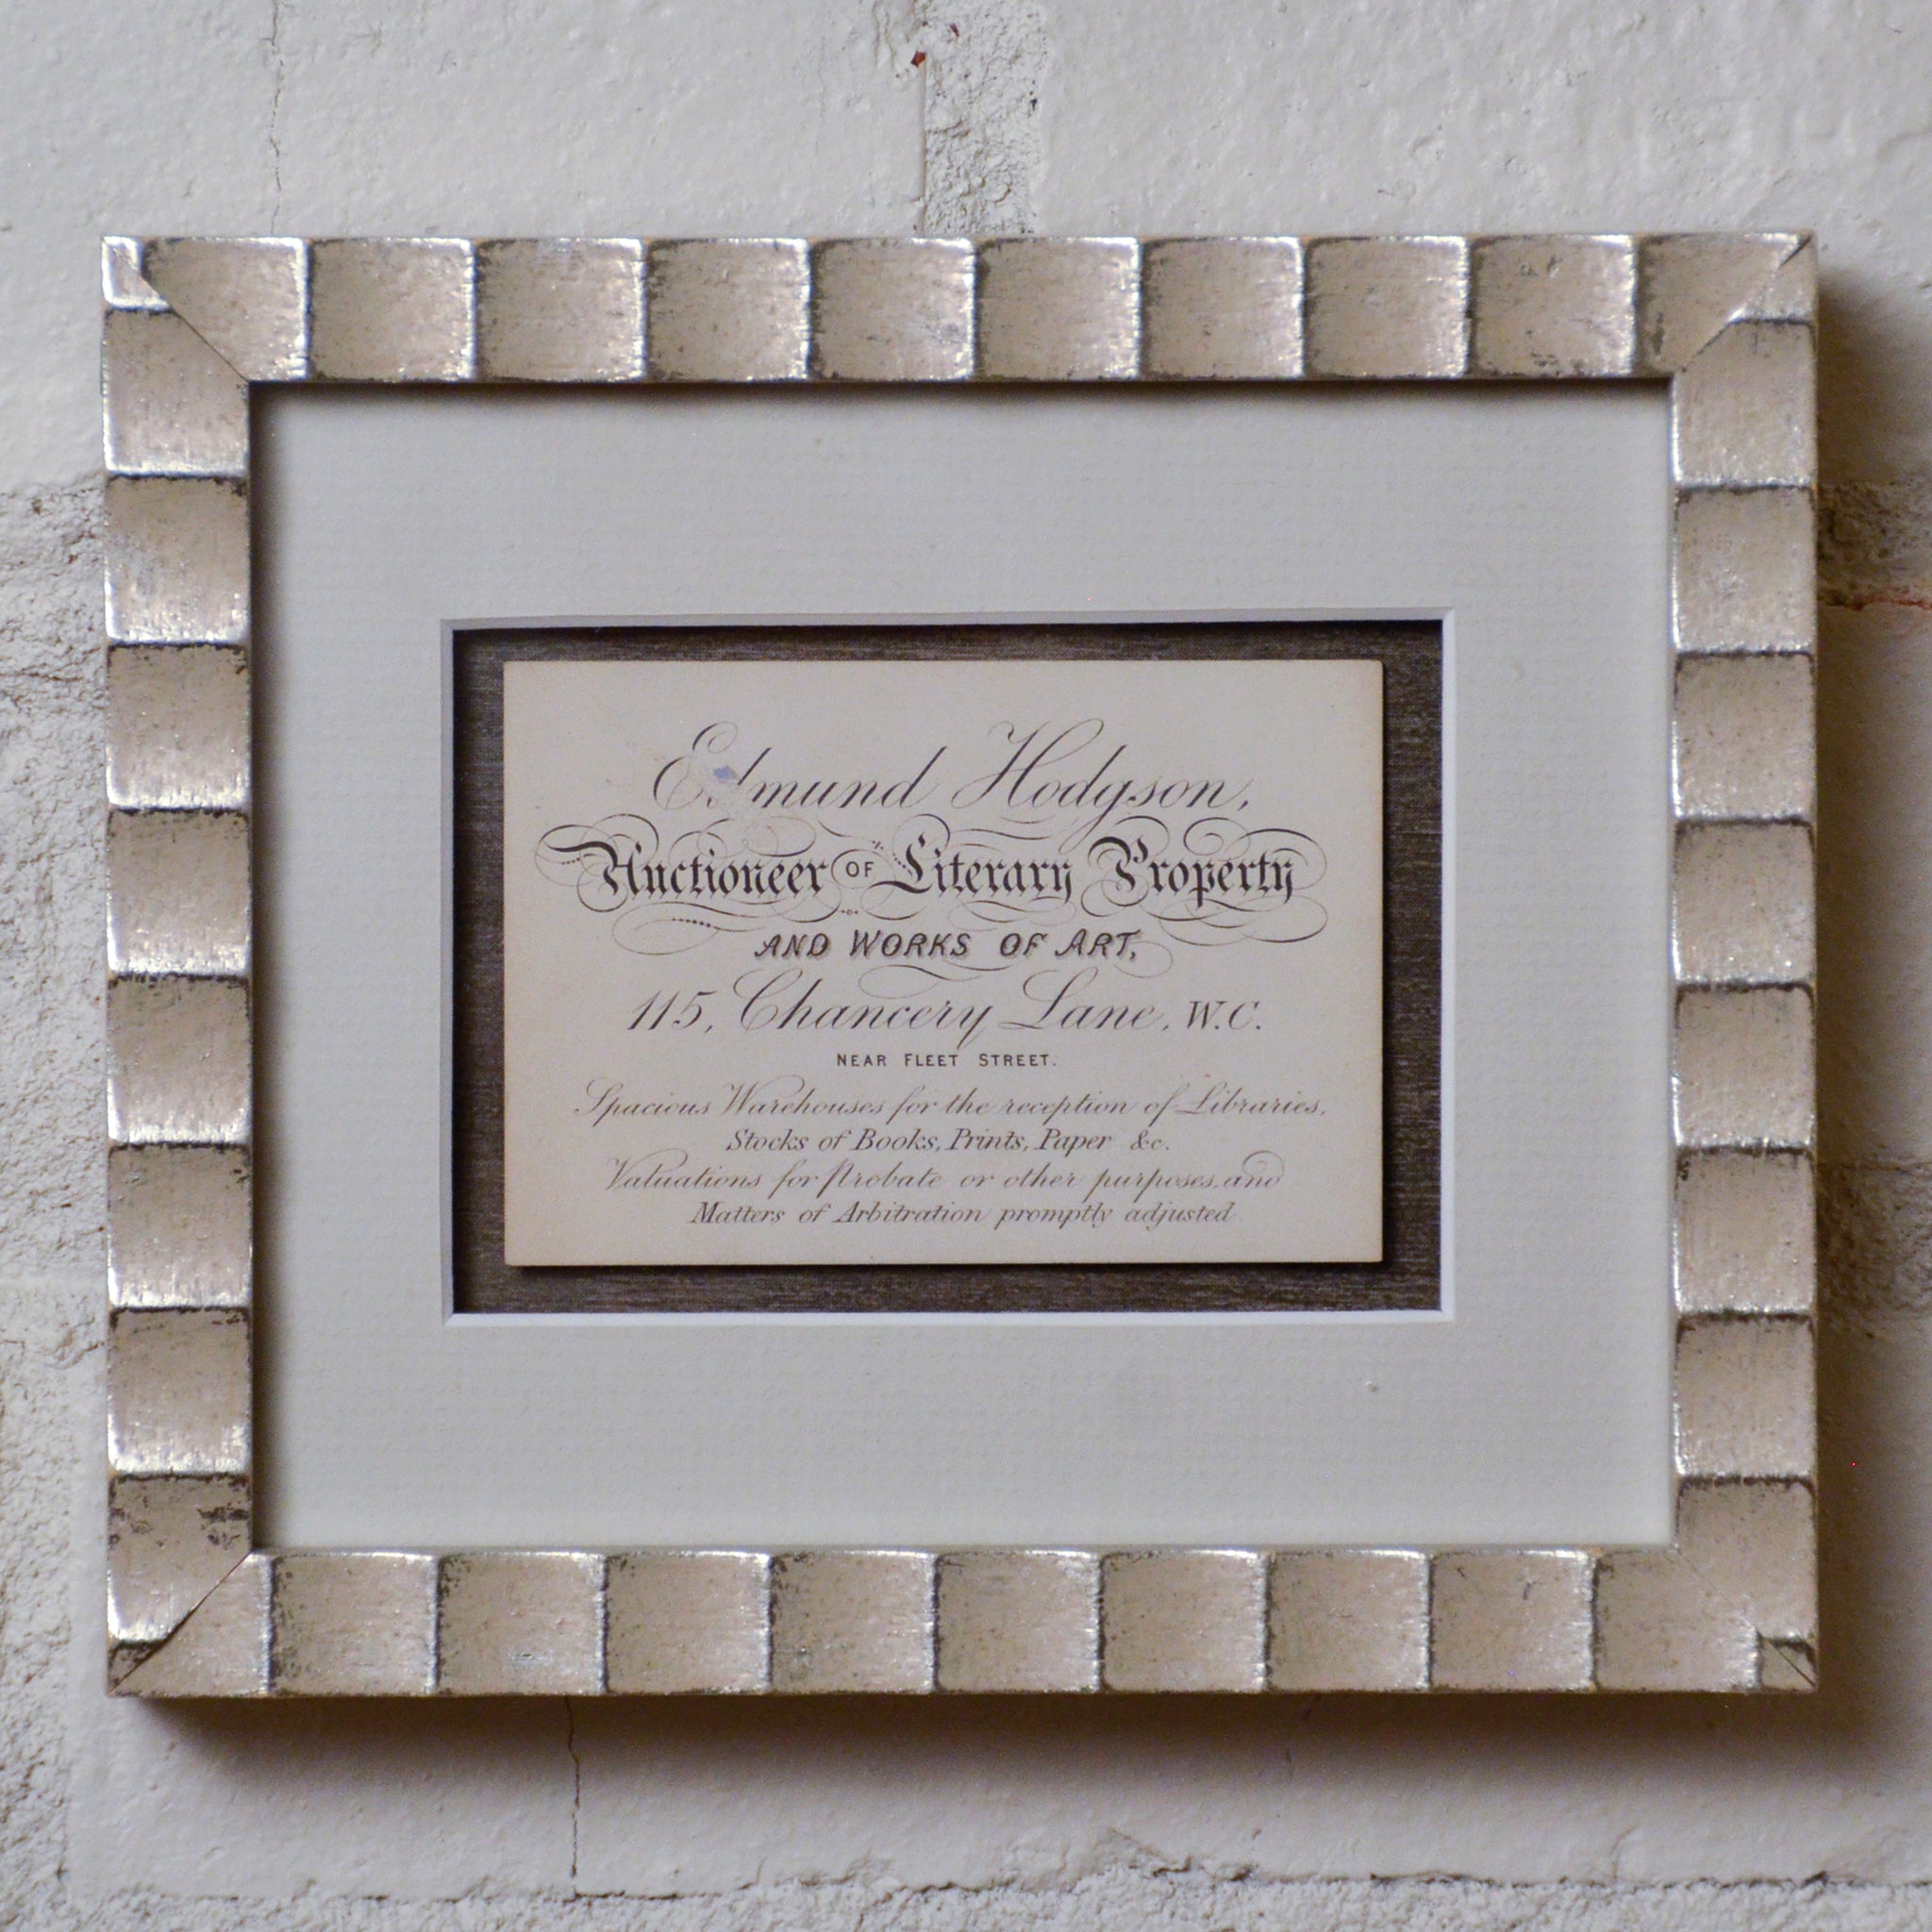 Edmund Hodgson,
Auctioneer OF Literary Property
AND WORKS OF ART,
115, Chancery Lane, W.C.
NEAR FLEET STREET.
Spacious Warehouses for the reception of Libraries,
Stocks of Books, Prints, Paper &c.
Valuations for Probate or other purposes, and
Matters of Arbitration promptly adjusted.